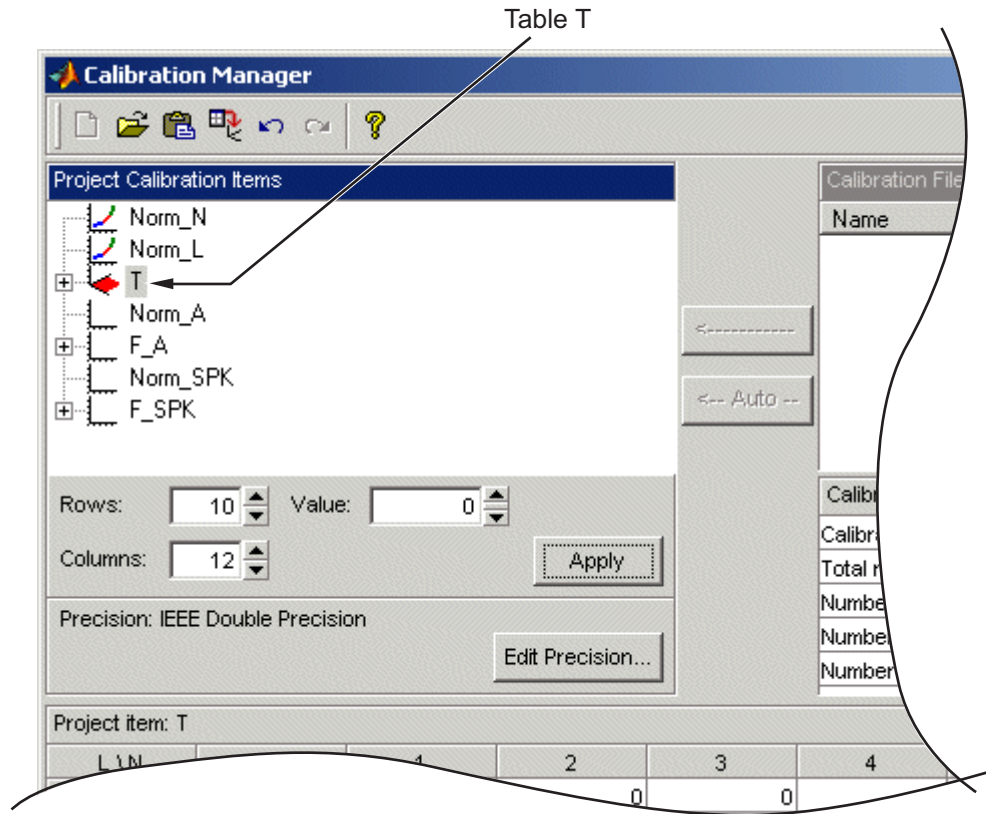 Table T
Calibration Manager
Project Calibration Items
Norm_N
Norm_L
T
Norm_A
F_A
Norm_SPK
F_SPK
<-----------
<-- Auto --
Calibration File
Name
Rows: 10 Value: 0
Columns: 12 Apply
Precision: IEEE Double Precision
Edit Precision...
Calibr
Calibra
Total n
Number
Number
Number
Project item: T
L \ N 1 2 3 4
0 0